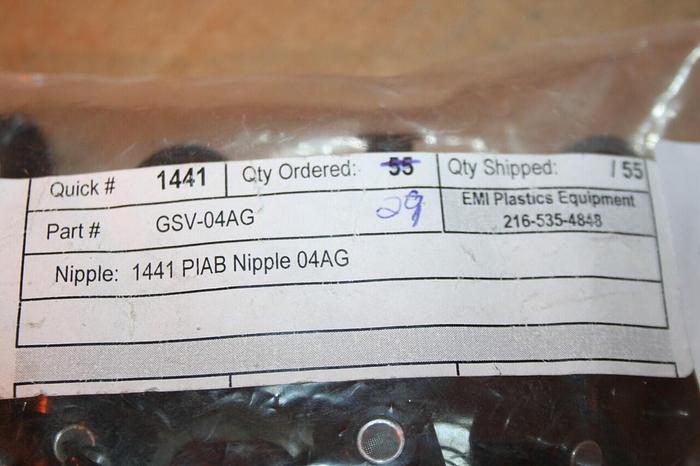 Quick # 1441 Qty Ordered: 55 Qty Shipped: / 55
Part # GSV-04AG 29 EMI Plastics Equipment
216-535-4848
Nipple: 1441 PIAB Nipple 04AG